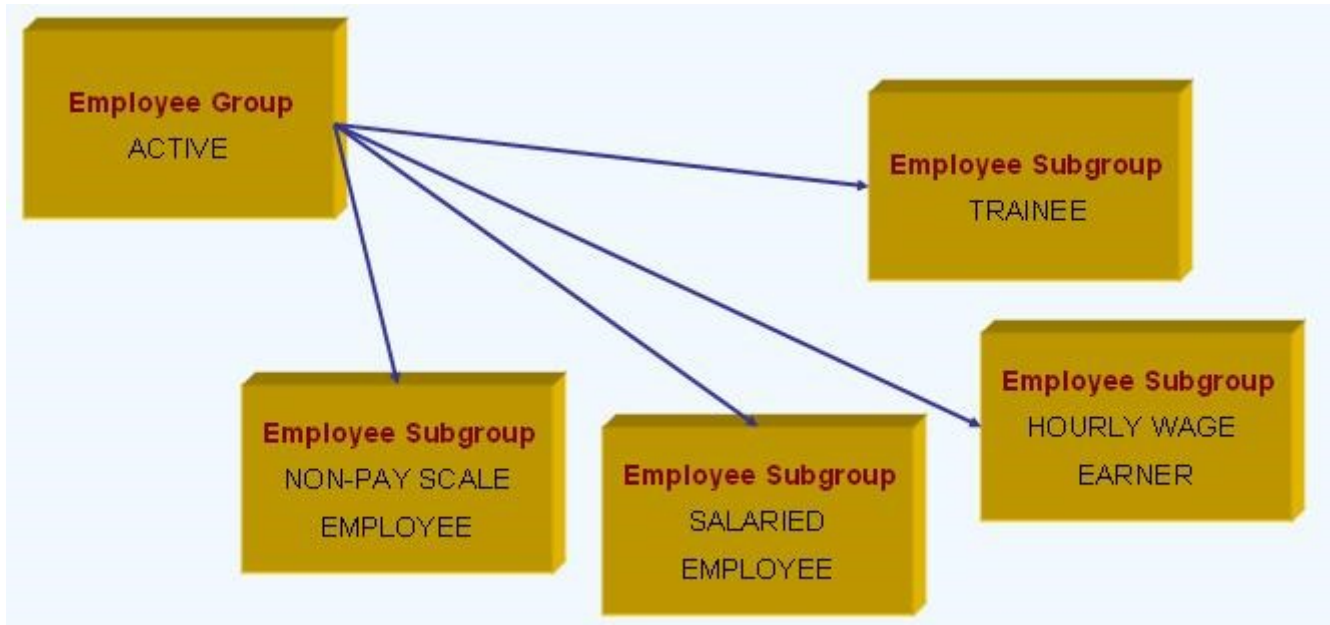 Employee Group
ACTIVE
Employee Subgroup
TRAINEE
Employee Subgroup
NON-PAY SCALE
EMPLOYEE
Employee Subgroup
SALARIED
EMPLOYEE
Employee Subgroup
HOURLY WAGE
EARNER